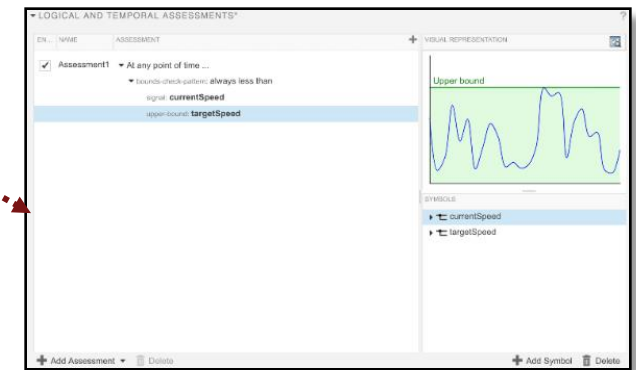 LOGICAL AND TEMPORAL ASSESSMENTS*
?
EN... NAME ASSESSMENT
VISUAL REPRESENTATION
Assessment1 At any point of time ...
bounds-check-pattern: always less than
signal: currentSpeed
upper-bound: targetSpeed
Upper bound
SYMBOLS
currentSpeed
targetSpeed
Add Assessment Delete
Add Symbol Delete